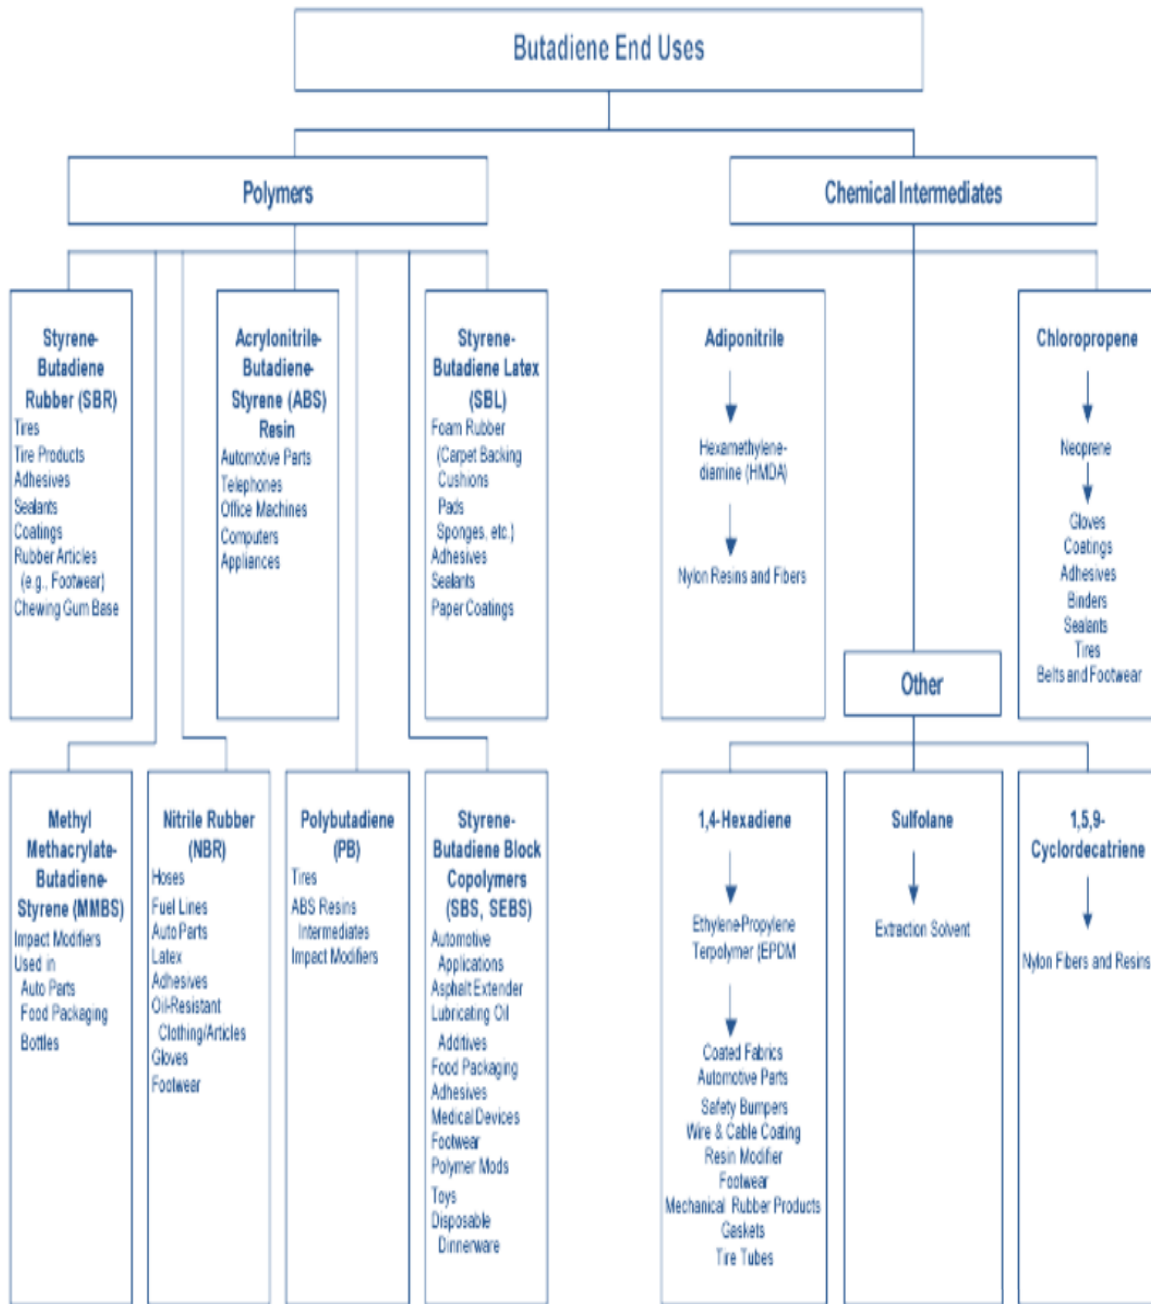 Butadiene End Uses
Polymers
Chemical Intermediates
Styrene-
Butadiene
Rubber (SBR)
Tires
Tire Products
Adhesives
Sealants
Coatings
Rubber Articles
(e.g., Footwear)
Chewing Gum Base
Acrylonitrile-
Butadiene-
Styrene (ABS)
Resin
Automotive Parts
Telephones
Office Machines
Computers
Appliances
Styrene-
Butadiene Latex
(SBL)
Foam Rubber
(Carpet Backing
Cushions
Pads
Sponges, etc.)
Adhesives
Sealants
Paper Coatings
Adiponitrile
Hexamethylene-
diamine (HMDA)
Nylon Resins and Fibers
Chloropropene
Neoprene
Gloves
Coatings
Adhesives
Binders
Sealants
Tires
Belts and Footwear
Other
Methyl
Methacrylate-
Butadiene-
Styrene (MMBS)
Impact Modifiers
Used in
Auto Parts
Food Packaging
Bottles
Nitrile Rubber
(NBR)
Hoses
Fuel Lines
Auto Parts
Latex
Adhesives
Oil-Resistant
Clothing/Articles
Gloves
Footwear
Polybutadiene
(PB)
Tires
ABS Resins
Intermediates
Impact Modifiers
Styrene-
Butadiene Block
Copolymers
(SBS, SEBS)
Automotive
Applications
Asphalt Extender
Lubricating Oil
Additives
Food Packaging
Adhesives
Medical Devices
Footwear
Polymer Mods
Toys
Disposable
Dinnerware
1,4-Hexadiene
Ethylene-Propylene
Terpolymer (EPDM
Coated Fabrics
Automotive Parts
Safety Bumpers
Wire & Cable Coating
Resin Modifier
Footwear
Mechanical Rubber Products
Gaskets
Tire Tubes
Sulfolane
Extraction Solvent
1,5,9-
Cyclordecatriene
Nylon Fibers and Resins